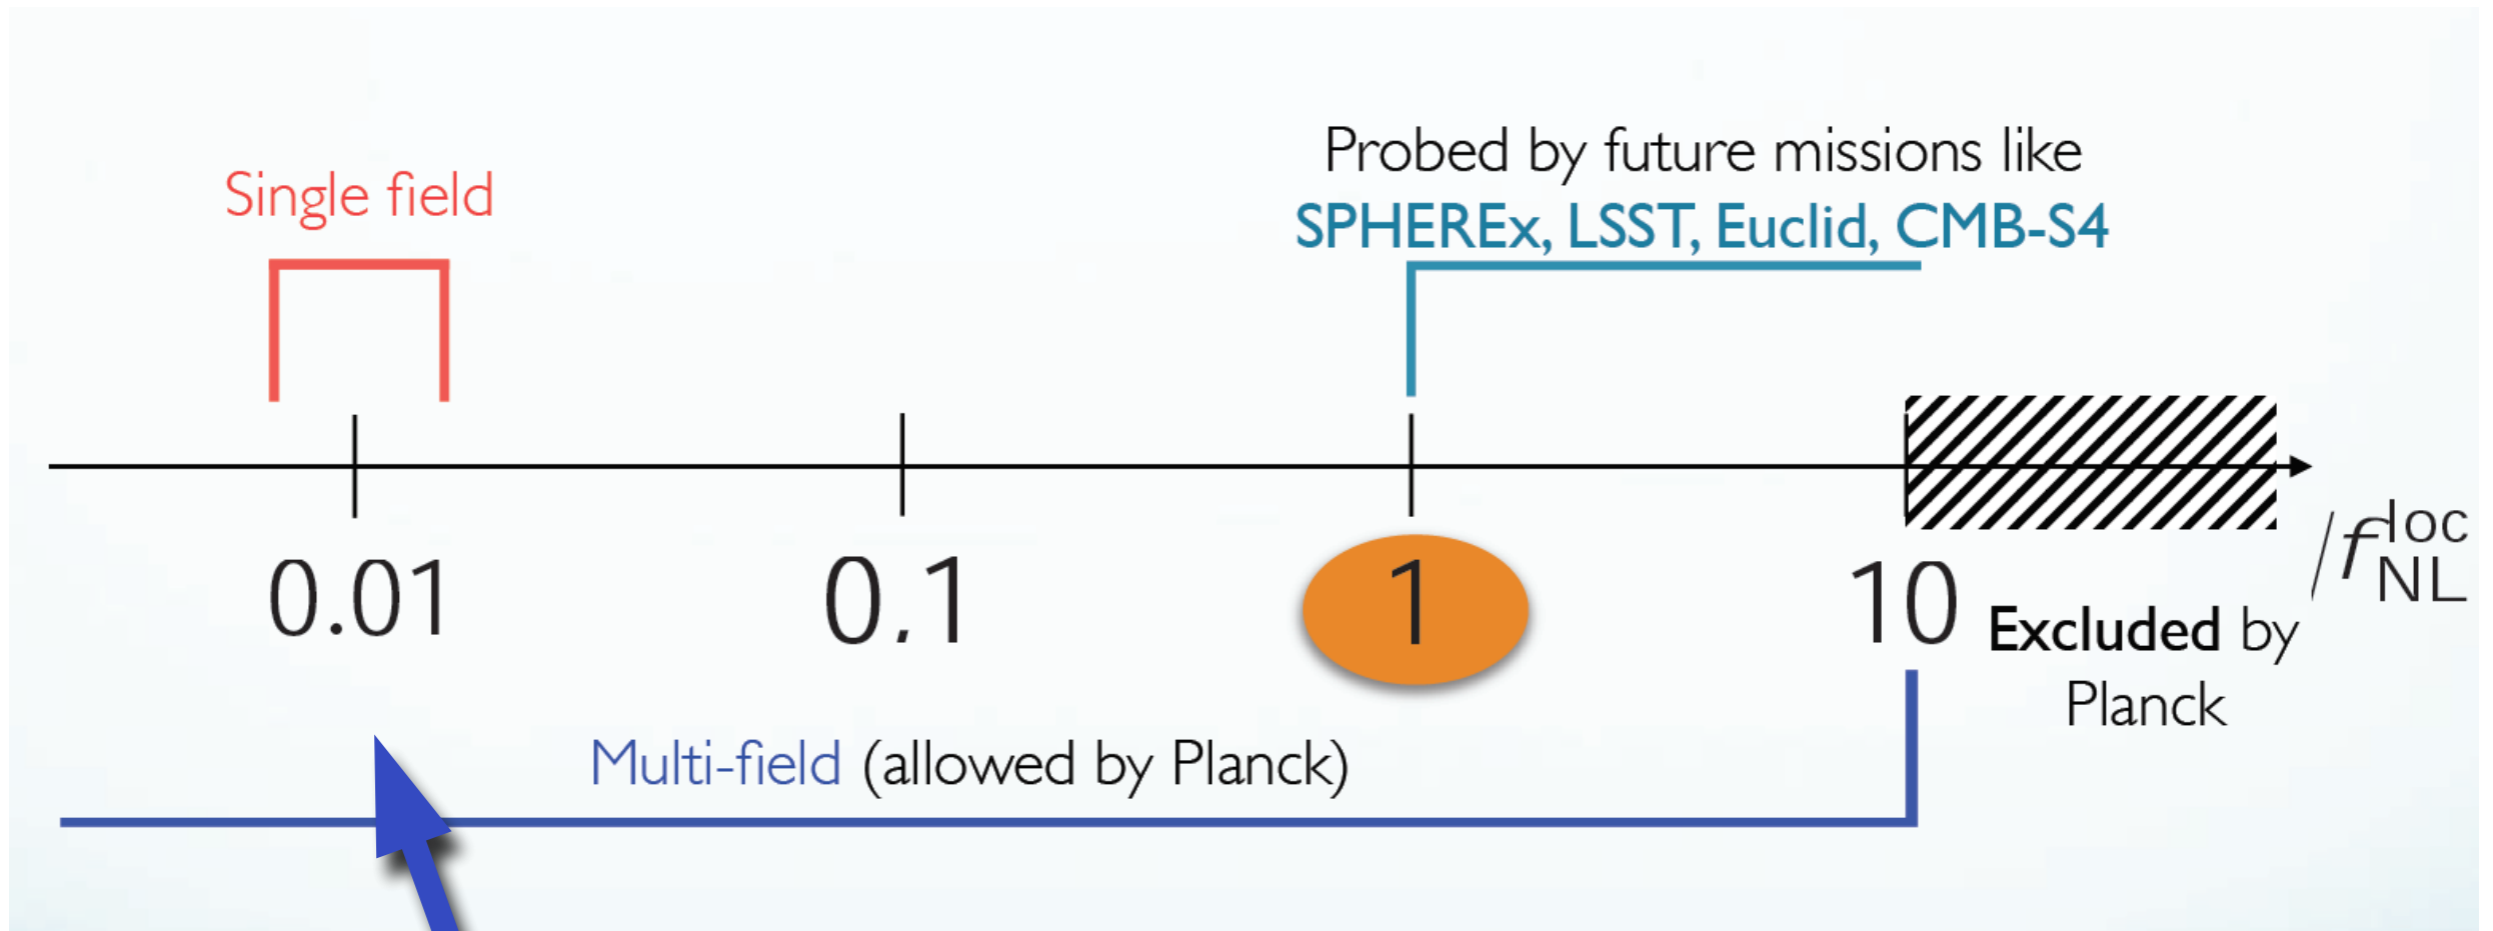 Single field
Probed by future missions like
SPHEREx, LSST, Euclid, CMB-S4
0.01
0.1
1
10
/f loc NL
Excluded by
Planck
Multi-field (allowed by Planck)